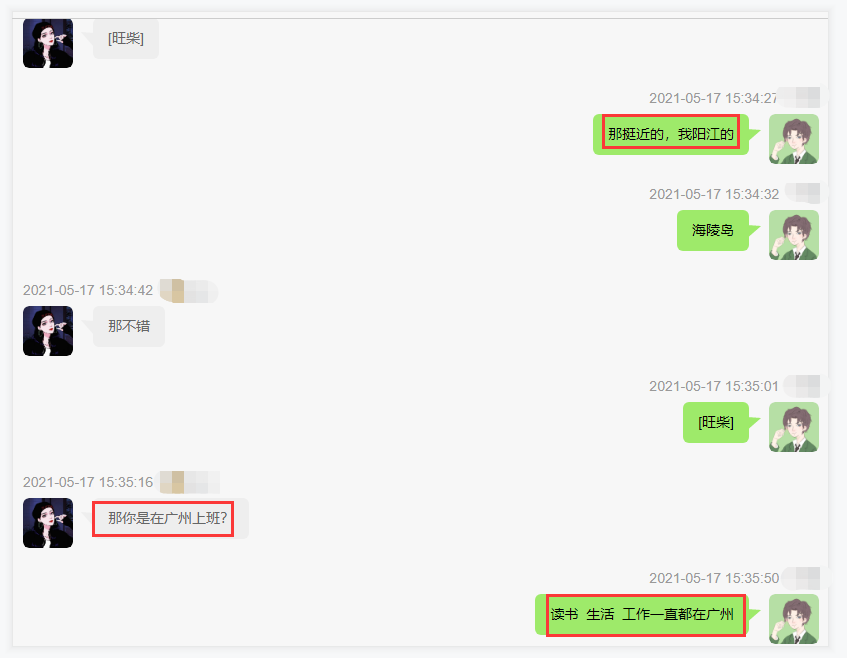 [旺柴]
2021-05-17 15:34:27
那挺近的，我阳江的
2021-05-17 15:34:32
海陵岛
2021-05-17 15:34:42
那不错
2021-05-17 15:35:01
[旺柴]
2021-05-17 15:35:16
那你是在广州上班?
2021-05-17 15:35:50
读书 生活 工作一直都在广州